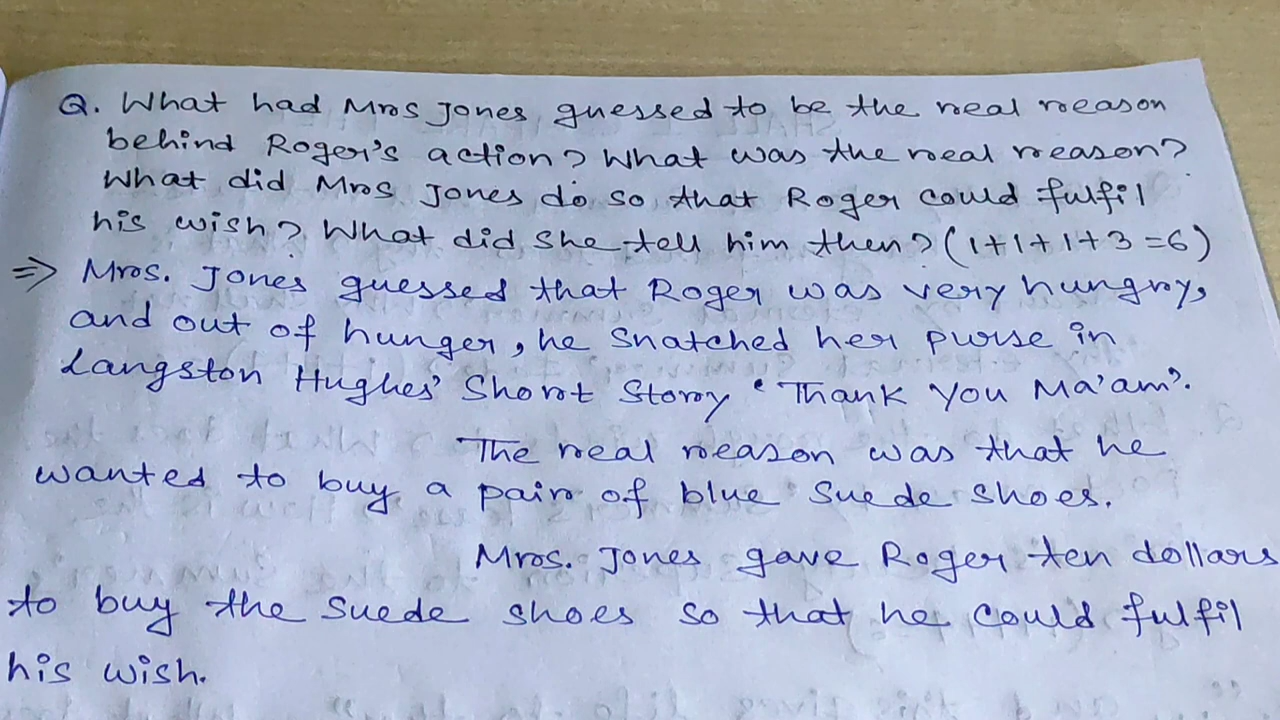 Q. What had Mrs Jones guessed to be the real reason
behind Roger's action? What was the real reason?
What did Mrs Jones do so that Roger could fulfil
his wish? What did she tell him then? (1+1+1+3=6)
⇒ Mrs. Jones guessed that Roger was very hungry,
and out of hunger, he snatched her purse in
Langston Hughes' Short Story 'Thank You Ma'am'.
The real reason was that he
wanted to buy a pair of blue Suede Shoes.
Mrs. Jones gave Roger ten dollars
to buy the suede shoes so that he could fulfil
his wish.